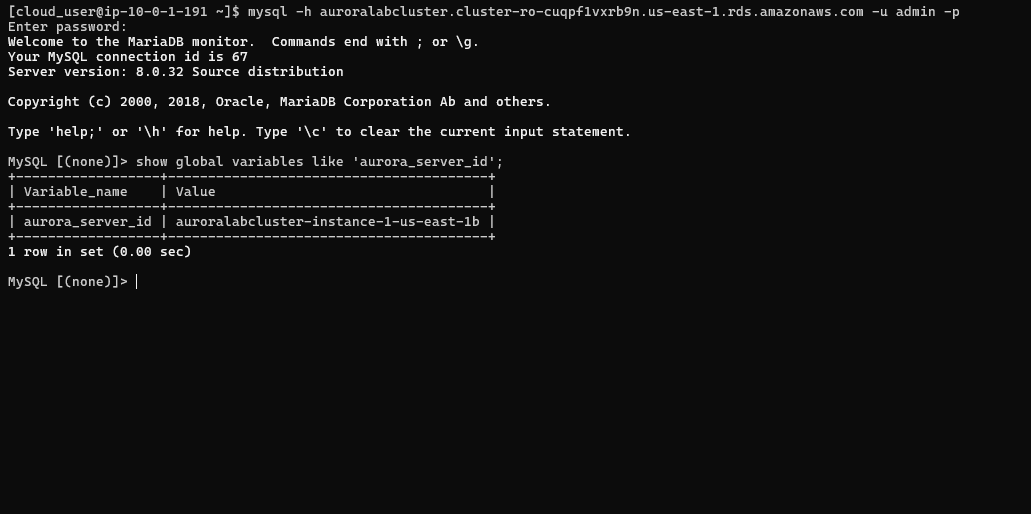 [cloud_user@ip-10-0-1-191 ~]$ mysql -h auroralabcluster.cluster-ro-cuqpf1vxrb9n.us-east-1.rds.amazonaws.com -u admin -p
Enter password:
Welcome to the MariaDB monitor.  Commands end with ; or \g.
Your MySQL connection id is 67
Server version: 8.0.32 Source distribution

Copyright (c) 2000, 2018, Oracle, MariaDB Corporation Ab and others.

Type 'help;' or '\h' for help. Type '\c' to clear the current input statement.

MySQL [(none)]> show global variables like 'aurora_server_id';
+------------------+----------------------------------------+
| Variable_name    | Value                                  |
+------------------+----------------------------------------+
| aurora_server_id | auroralabcluster-instance-1-us-east-1b |
+------------------+----------------------------------------+
1 row in set (0.00 sec)

MySQL [(none)]>